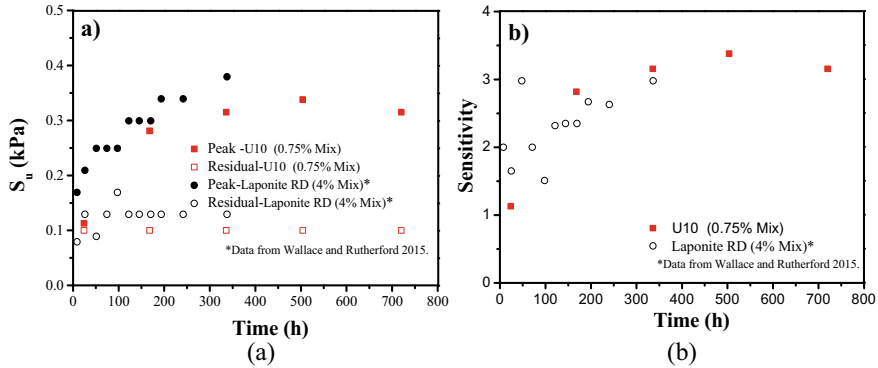 a)
0.5
0.4
0.3
0.2
0.1
0.0
S_u (kPa)
Peak -U10 (0.75% Mix)
Residual-U10 (0.75% Mix)
Peak-Laponite RD (4% Mix)*
Residual-Laponite RD (4% Mix)*
*Data from Wallace and Rutherford 2015.
0 100 200 300 400 500 600 700 800
Time (h)
(a)
b)
4
3
2
1
0
Sensitivity
U10 (0.75% Mix)
Laponite RD (4% Mix)*
*Data from Wallace and Rutherford 2015.
0 100 200 300 400 500 600 700 800
Time (h)
(b)